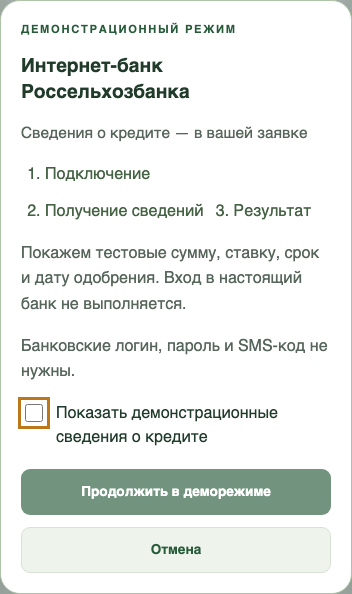 ДЕМОНСТРАЦИОННЫЙ РЕЖИМ
Интернет-банк
Россельхозбанка
Сведения о кредите — в вашей заявке
1. Подключение
2. Получение сведений 3. Результат
Покажем тестовые сумму, ставку, срок
и дату одобрения. Вход в настоящий
банк не выполняется.
Банковские логин, пароль и SMS-код не
нужны.
Показать демонстрационные
сведения о кредите
Продолжить в деморежиме
Отмена